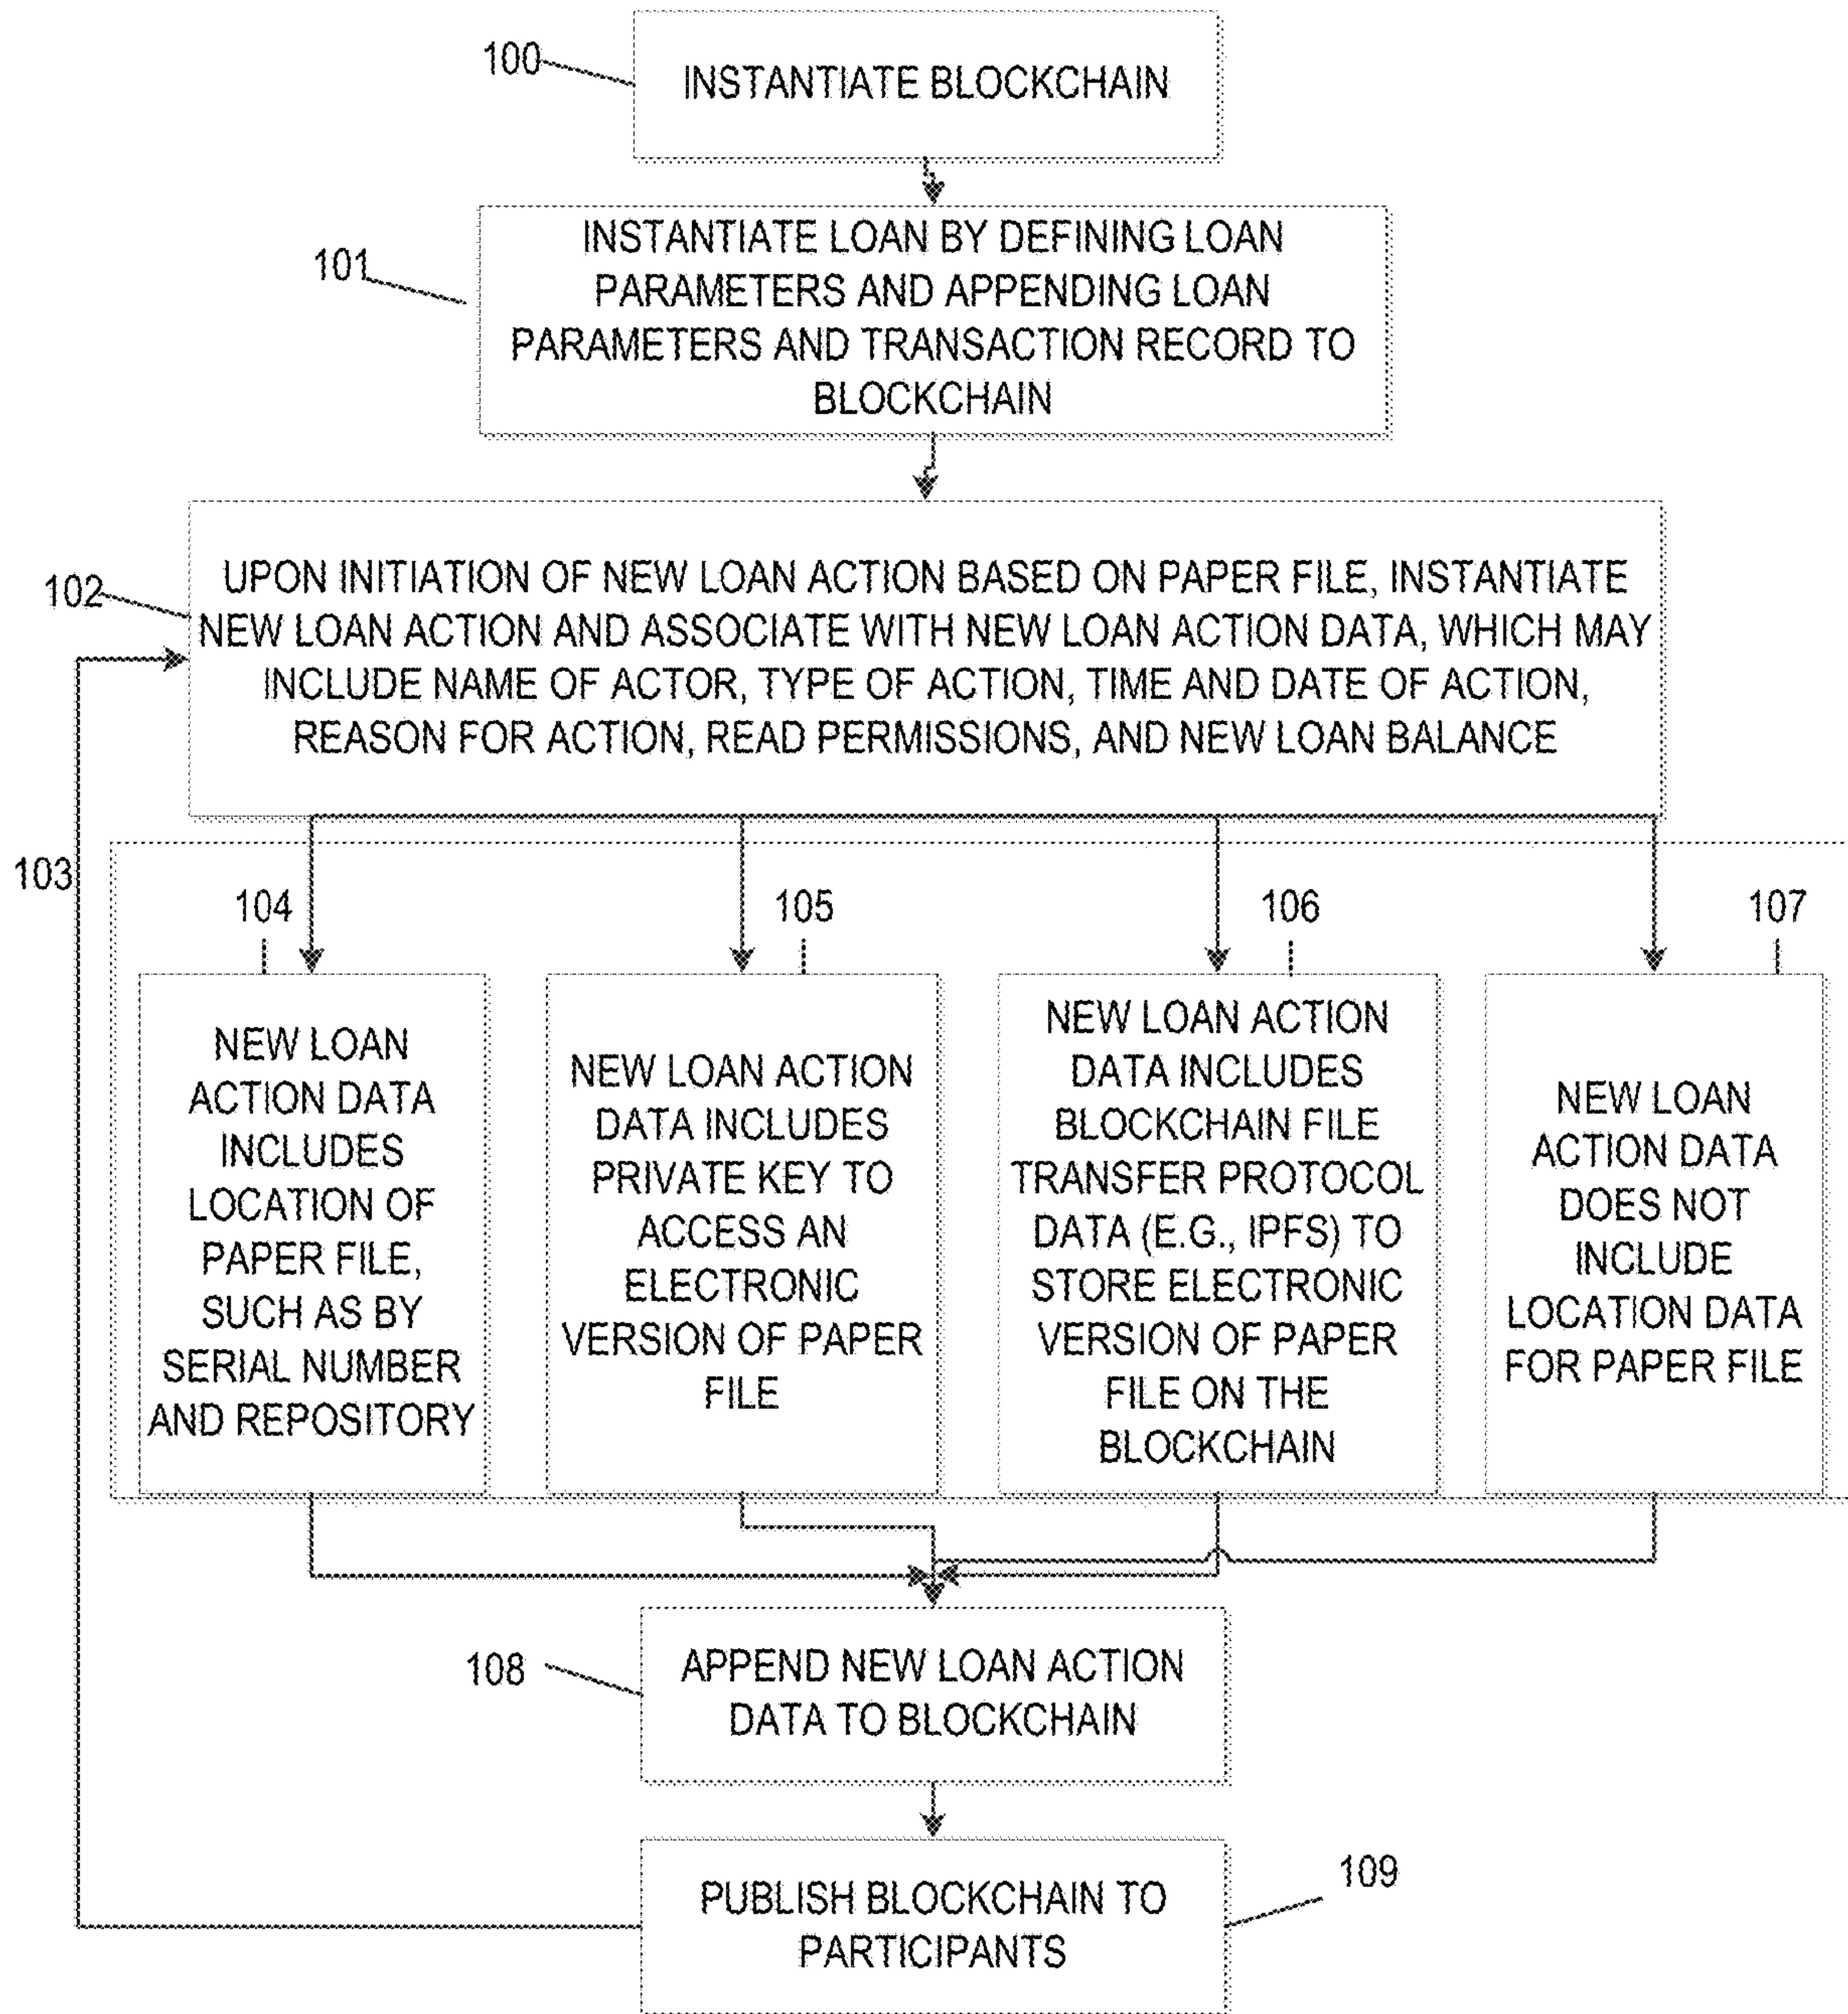 100
INSTANTIATE BLOCKCHAIN
101
INSTANTIATE LOAN BY DEFINING LOAN
PARAMETERS AND APPENDING LOAN
PARAMETERS AND TRANSACTION RECORD TO
BLOCKCHAIN
102
UPON INITIATION OF NEW LOAN ACTION BASED ON PAPER FILE, INSTANTIATE
NEW LOAN ACTION AND ASSOCIATE WITH NEW LOAN ACTION DATA, WHICH MAY
INCLUDE NAME OF ACTOR, TYPE OF ACTION, TIME AND DATE OF ACTION,
REASON FOR ACTION, READ PERMISSIONS, AND NEW LOAN BALANCE
103
104
NEW LOAN
ACTION DATA
INCLUDES
LOCATION OF
PAPER FILE,
SUCH AS BY
SERIAL NUMBER
AND REPOSITORY
105
NEW LOAN ACTION
DATA INCLUDES
PRIVATE KEY TO
ACCESS AN
ELECTRONIC
VERSION OF PAPER
FILE
106
NEW LOAN ACTION
DATA INCLUDES
BLOCKCHAIN FILE
TRANSFER PROTOCOL
DATA (E.G., IPFS) TO
STORE ELECTRONIC
VERSION OF PAPER
FILE ON THE
BLOCKCHAIN
107
NEW LOAN
ACTION DATA
DOES NOT
INCLUDE
LOCATION DATA
FOR PAPER FILE
108
APPEND NEW LOAN ACTION
DATA TO BLOCKCHAIN
109
PUBLISH BLOCKCHAIN TO
PARTICIPANTS